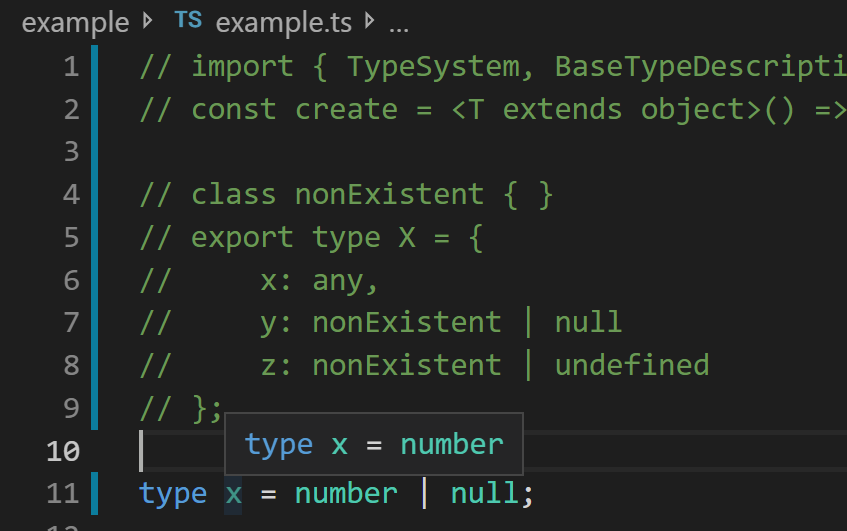 example > TS example.ts > ...
1 // import { TypeSystem, BaseTypeDescripti
2 // const create = <T extends object>() =>
3
4 // class nonExistent { }
5 // export type X = {
6 //     x: any,
7 //     y: nonExistent | null
8 //     z: nonExistent | undefined
9 // };
type x = number
10
11 type x = number | null;